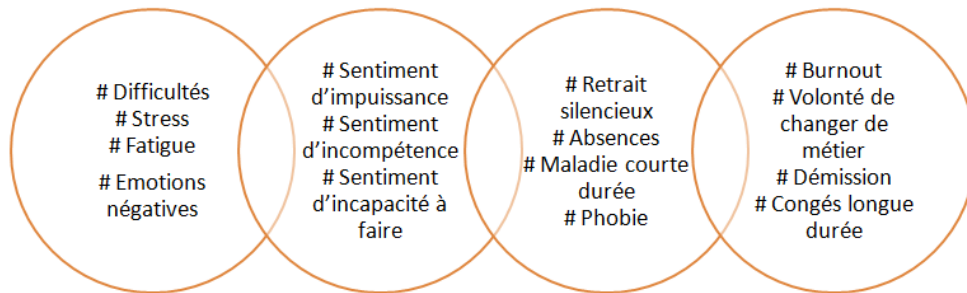 # Difficultés
# Stress
# Fatigue
# Emotions
négatives
# Sentiment
d’impuissance
# Sentiment
d’incompétence
# Sentiment
d’incapacité à
faire
# Retrait
silencieux
# Absences
# Maladie courte
durée
# Phobie
# Burnout
# Volonté de
changer de
métier
# Démission
# Congés longue
durée